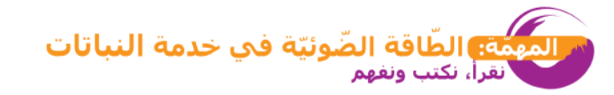 المهمّة: الطّاقة الضّوئيّة في خدمة النباتات
نقرأ، نكتب ونفهم